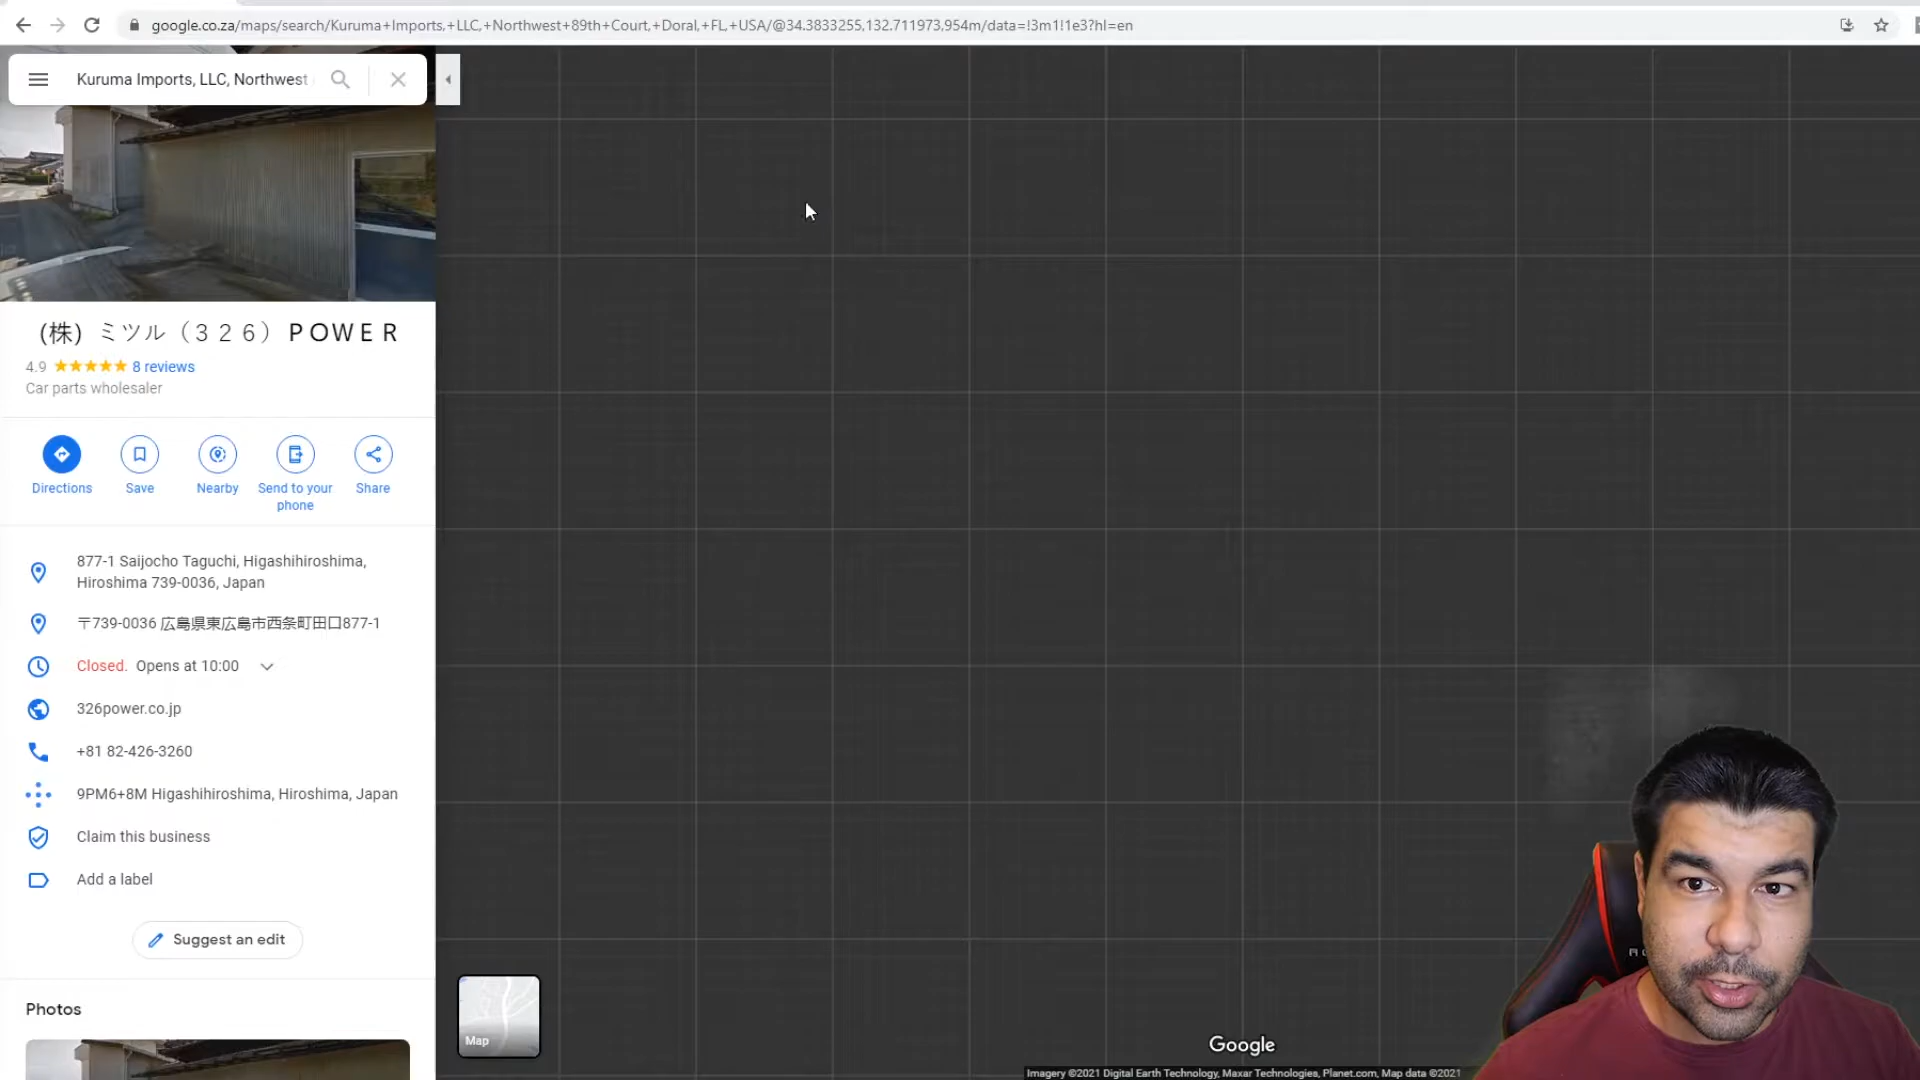 google.co.za/maps/search/Kuruma+Imports,+LLC,+Northwest+89th+Court,+Doral,+FL,+USA/@34.3833255,132.711973,954m/data=!3m1!1e3?hl=en
Kuruma Imports, LLC, Northwest
(株) ミツル（３２６）ＰＯＷＥＲ
4.9 8 reviews
Car parts wholesaler
Directions
Save
Nearby
Send to your
phone
Share
877-1 Saijocho Taguchi, Higashihiroshima,
Hiroshima 739-0036, Japan
〒739-0036 広島県東広島市西条町田口877-1
Closed. Opens at 10:00
326power.co.jp
+81 82-426-3260
9PM6+8M Higashihiroshima, Hiroshima, Japan
Claim this business
Add a label
Suggest an edit
Photos
Map
Google
Imagery ©2021 Digital Earth Technology, Maxar Technologies, Planet.com, Map data ©2021